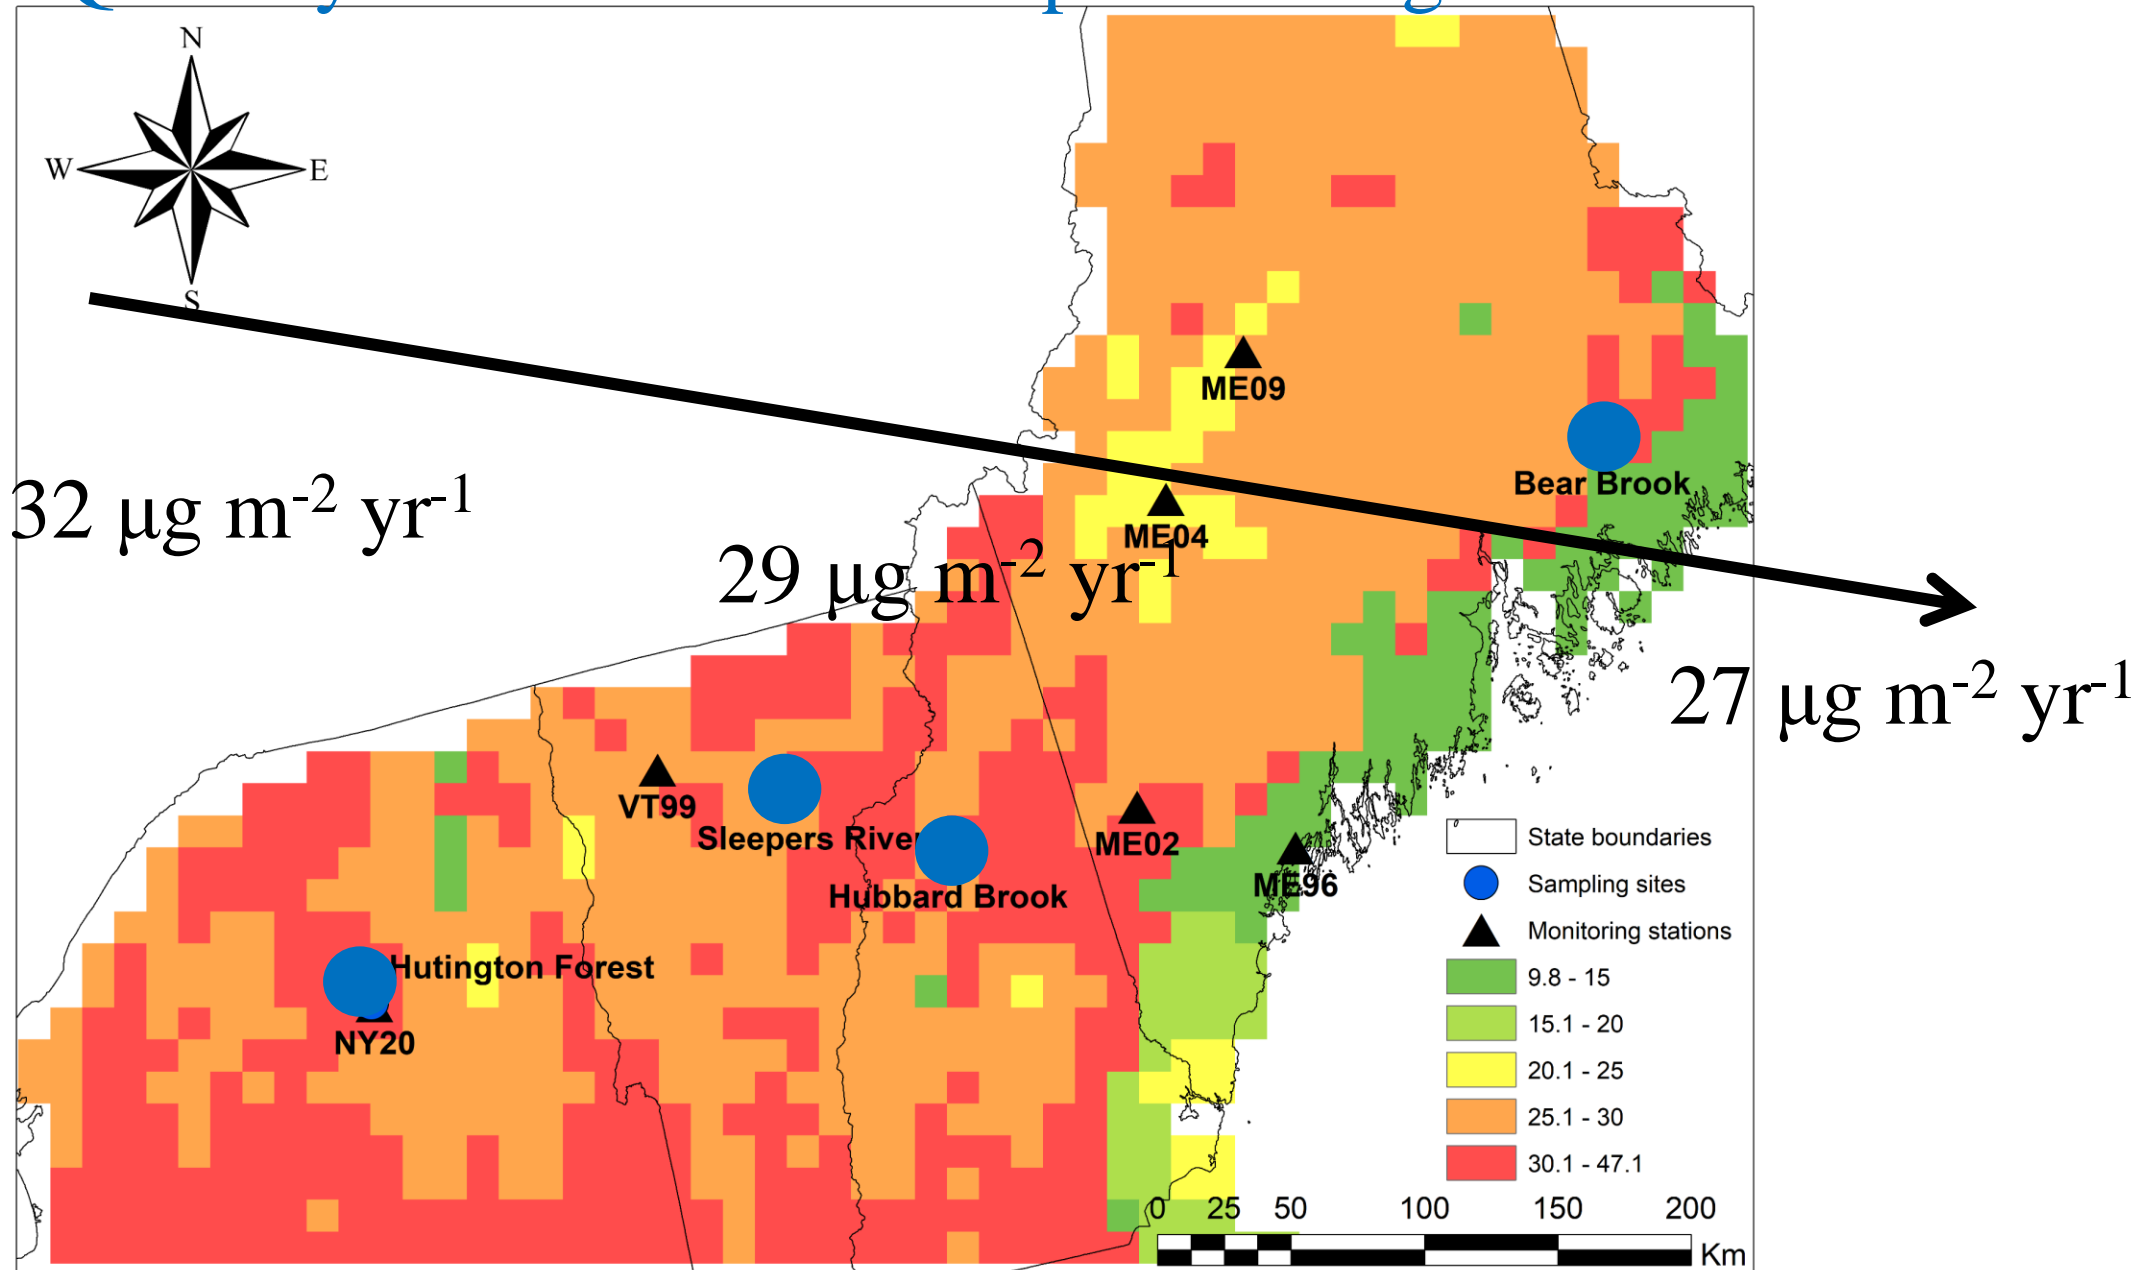 N
W E
S
ME09
Bear Brook
32 μg m-2 yr-1
ME04
29 μg m-2 yr-1
27 μg m-2 yr-1
VT99
Sleepers River
ME02
Hubbard Brook
ME96
Hutington Forest
NY20
State boundaries
Sampling sites
Monitoring stations
9.8 - 15
15.1 - 20
20.1 - 25
25.1 - 30
30.1 - 47.1
0 25 50 100 150 200
Km